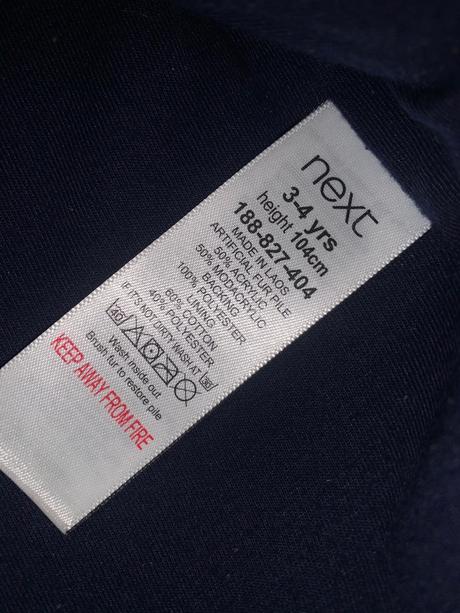 next
3-4 yrs
height 104cm
188-827-404
MADE IN LAOS
ARTIFICIAL FUR PILE
50% ACRYLIC
50% MODACRYLIC
BACKING
100% POLYESTER
LINING
60% COTTON
40% POLYESTER
IF IT'S NOT DIRTY WASH AT 30
40
Wash inside out
Brush fur to restore pile
KEEP AWAY FROM FIRE